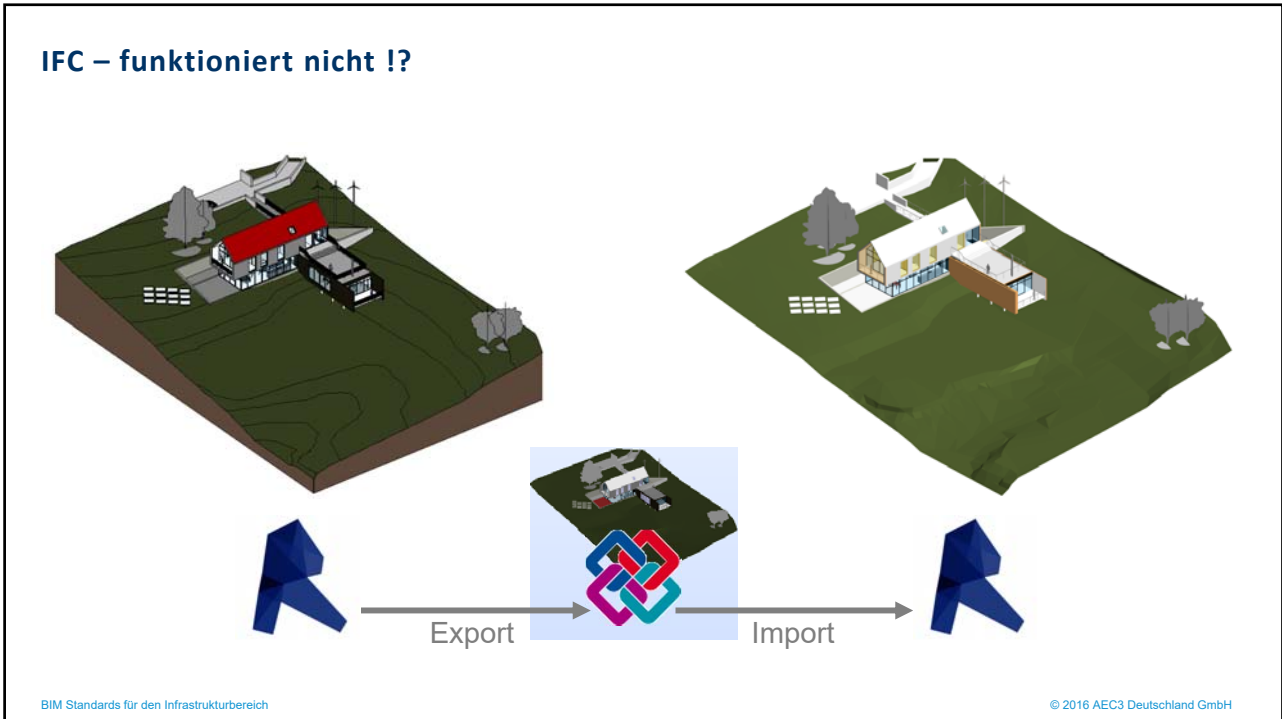 IFC – funktioniert nicht !?
Export
Import
BIM Standards für den Infrastrukturbereich
© 2016 AEC3 Deutschland GmbH